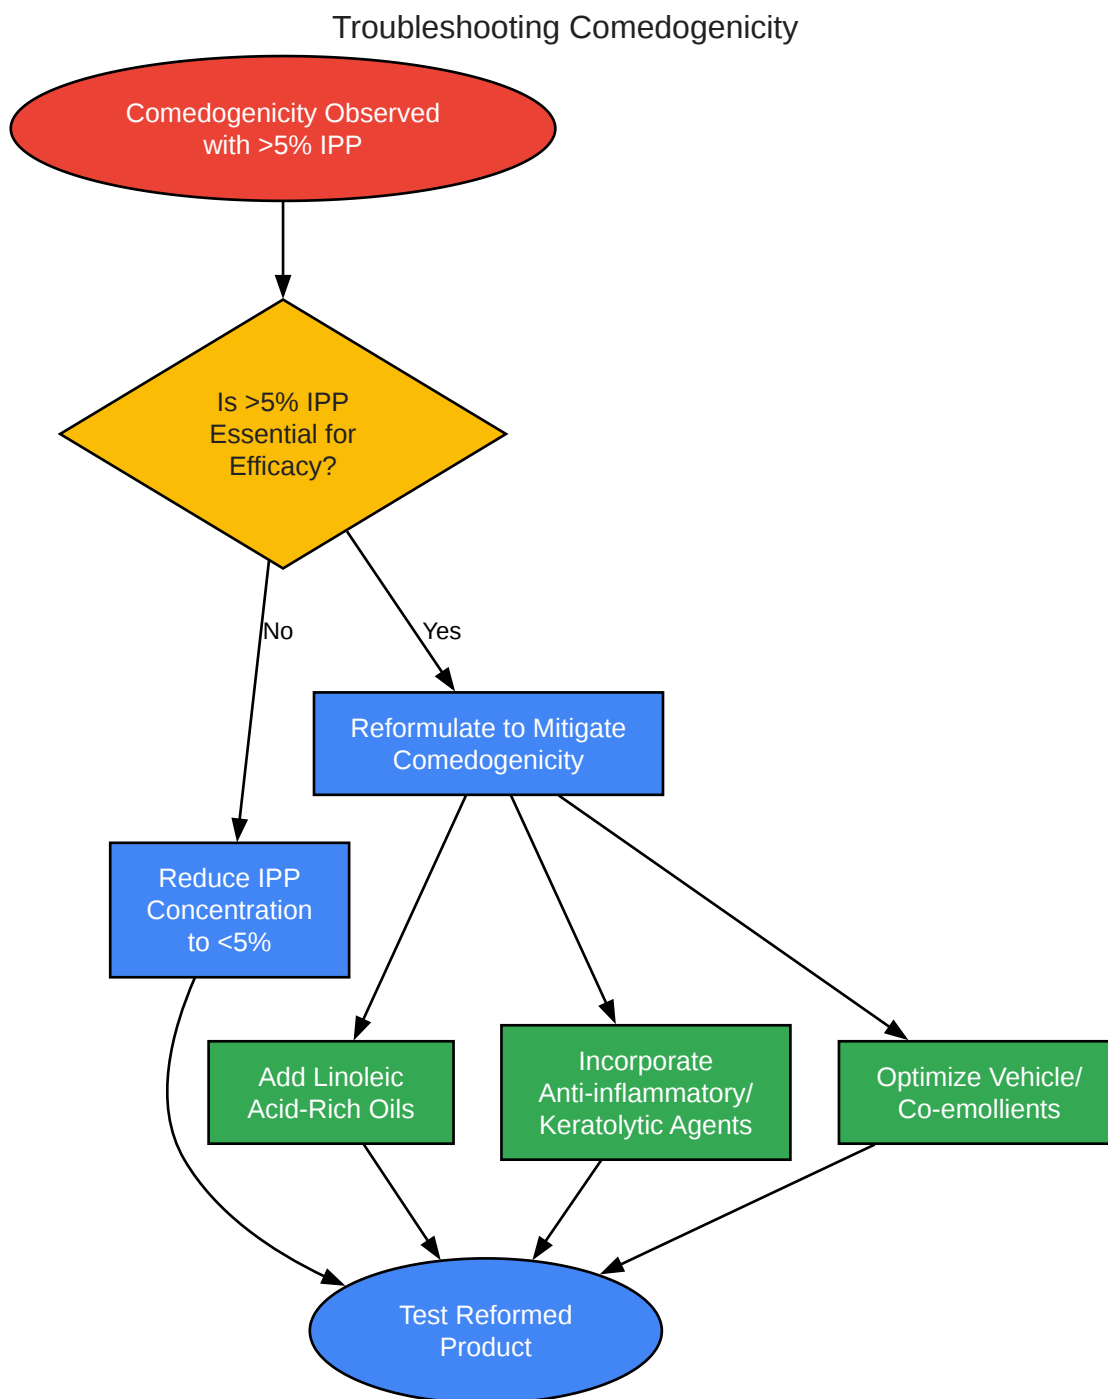 Troubleshooting Comedogenicity
Comedogenicity Observed
with >5% IPP
Is >5% IPP
Essential for
Efficacy?
No
Yes
Reformulate to Mitigate
Comedogenicity
Reduce IPP
Concentration
to <5%
Add Linoleic
Acid-Rich Oils
Incorporate
Anti-inflammatory/
Keratolytic Agents
Optimize Vehicle/
Co-emollients
Test Reformed
Product